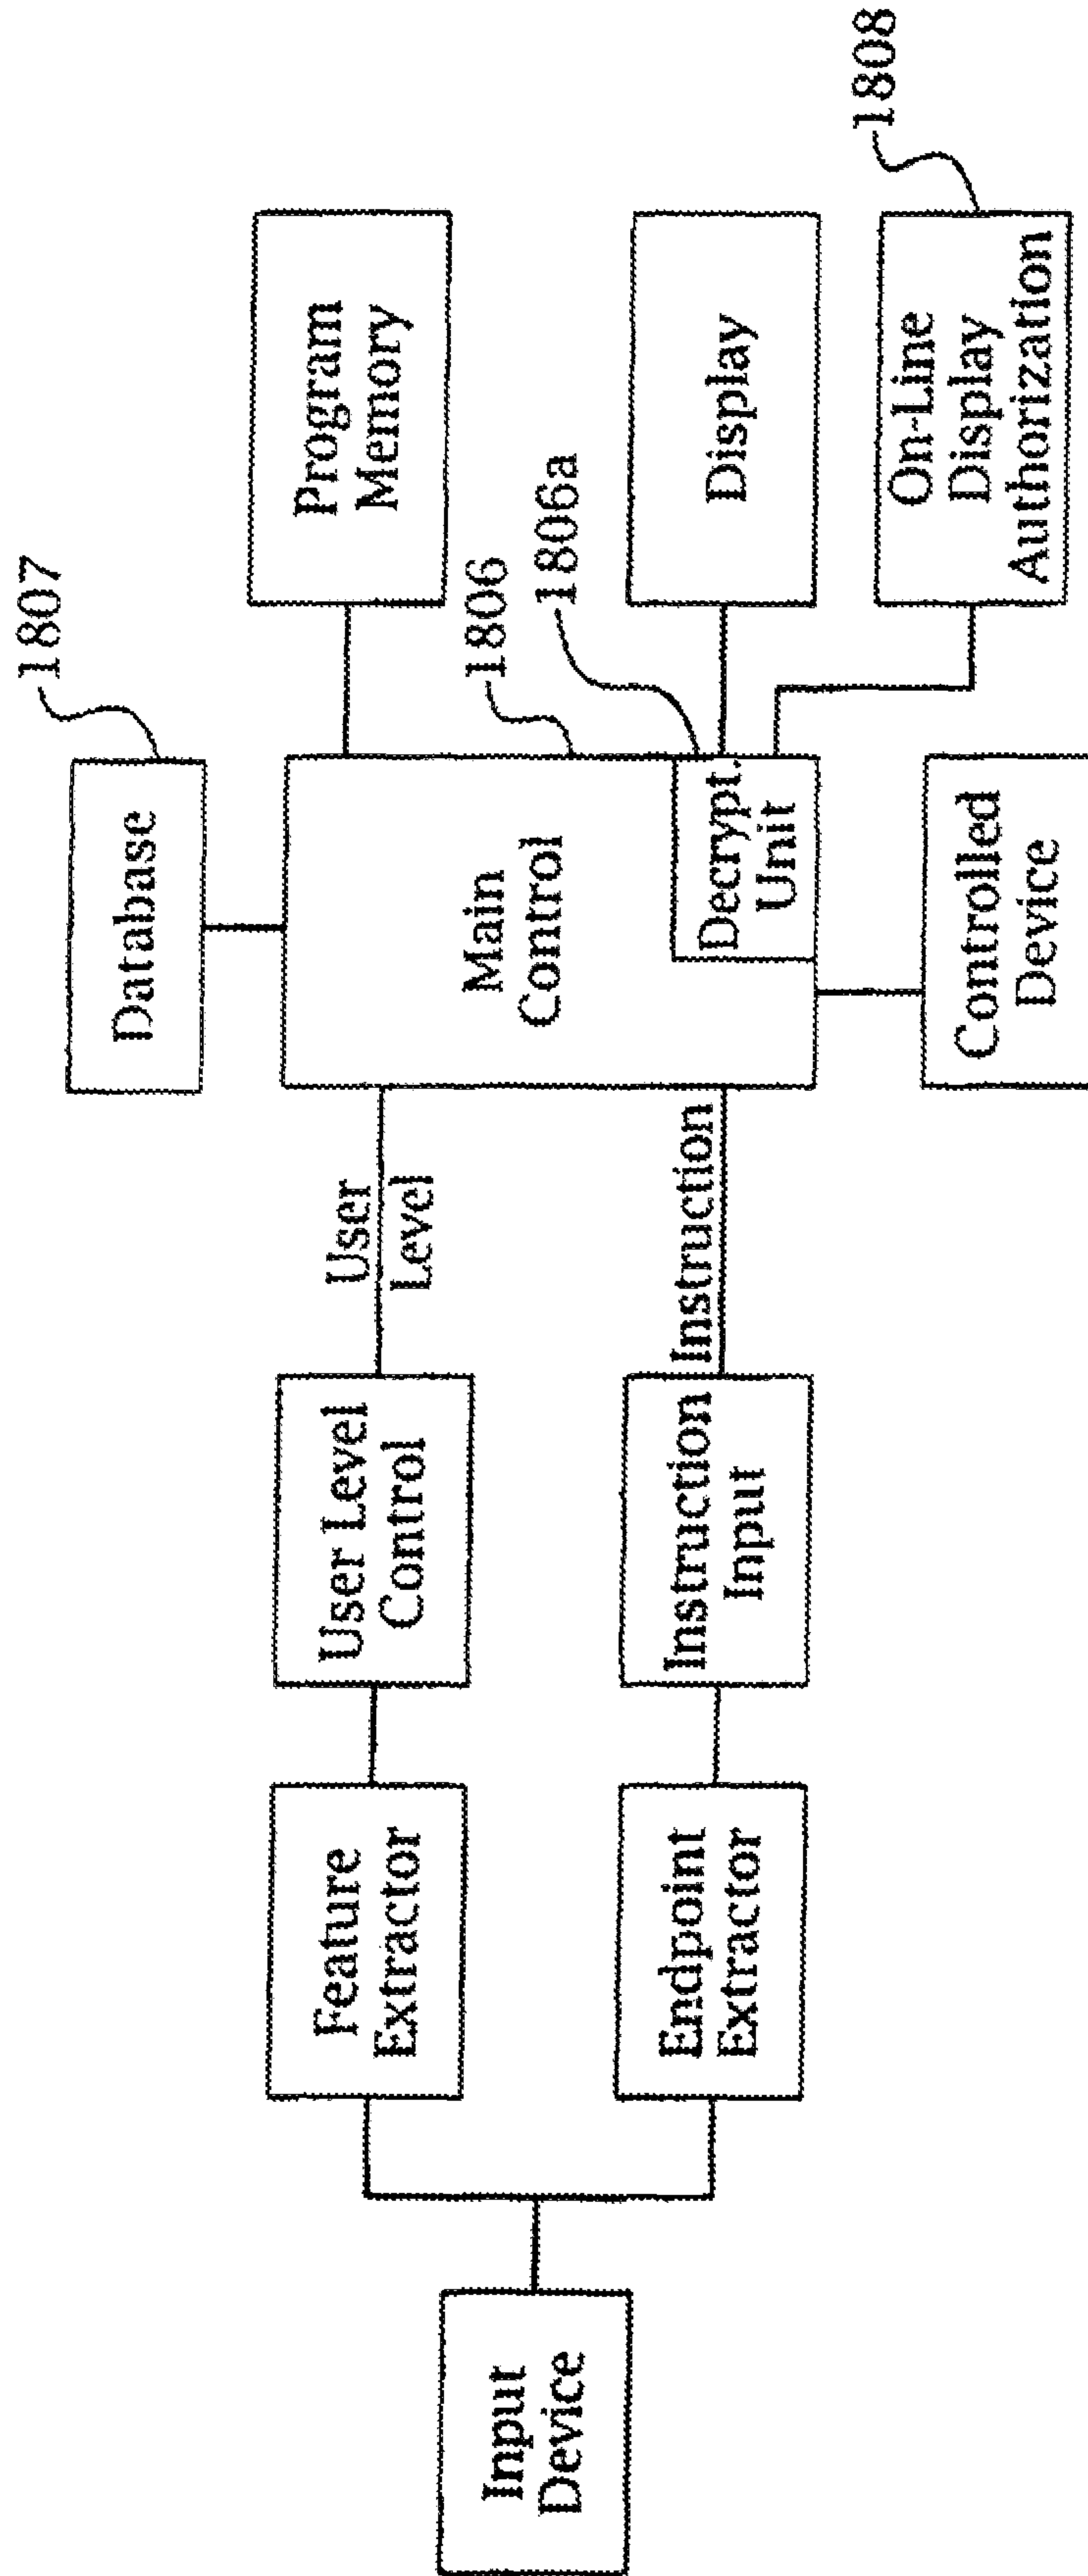 Input
Device
Feature
Extractor
Endpoint
Extractor
User Level
Control
Instruction
Input
User
Level
Instruction
Database
1807
Main
Control
Decrypt.
Unit
1806
1806a
Controlled
Device
Program
Memory
Display
On-Line
Display
Authorization
1808